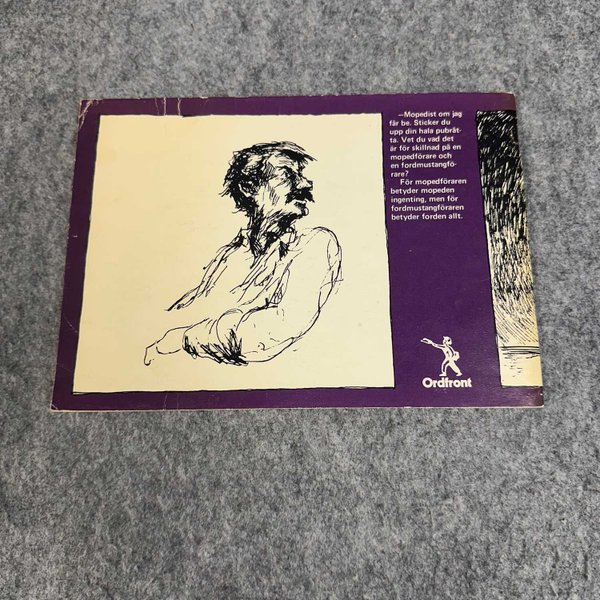 —Mopedist om jag
får be. Sticker du
upp din hala pubråt-
ta. Vet du vad det
är för skillnad på en
mopedförare och
en fordmustangfö-
rare?
För mopedföraren
betyder mopeden
ingenting, men för
fordmustangföraren
betyder forden allt.
Ordfront